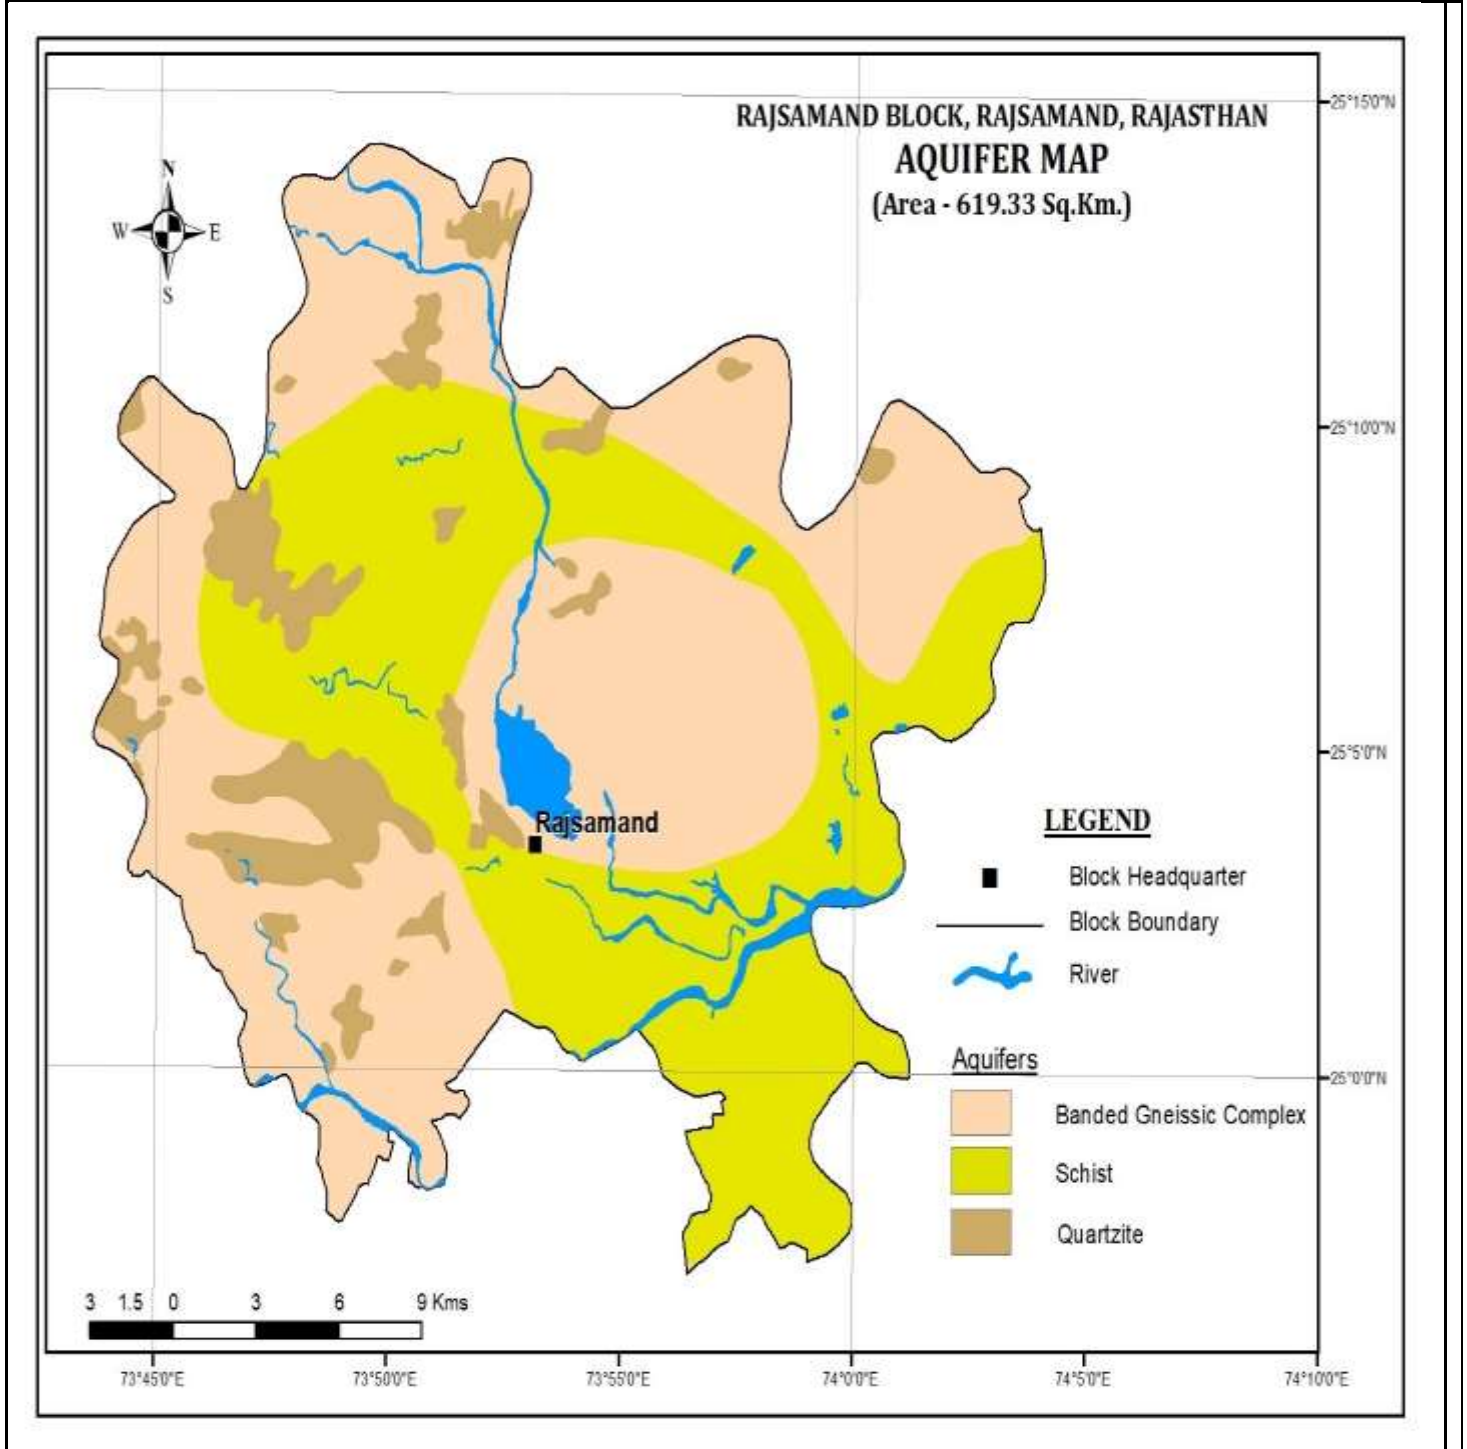 RAJSAMAND BLOCK, RAJSAMAND, RAJASTHAN
AQUIFER MAP
(Area - 619.33 Sq.Km.)
N
W E
S
25°15'0"N
25°10'0"N
25°5'0"N
25°0'0"N
Rajsamand
LEGEND
Block Headquarter
Block Boundary
River
Aquifers
Banded Gneissic Complex
Schist
Quartzite
3 1.5 0 3 6 9 Kms
73°45'0"E 73°50'0"E 73°55'0"E 74°0'0"E 74°5'0"E 74°10'0"E